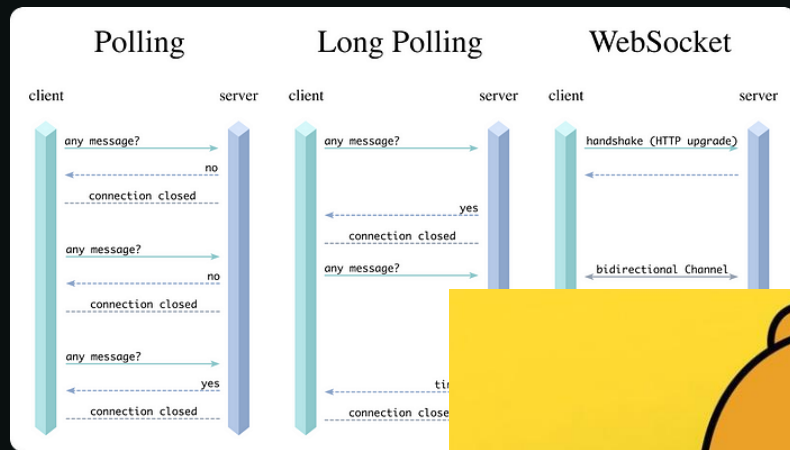 Polling
client
server
any message?
no
connection closed
any message?
no
connection closed
any message?
yes
connection closed
Long Polling
client
server
any message?
yes
connection closed
any message?
connection
WebSocket
client
server
handshake (HTTP upgrade)
bidirectional Channel